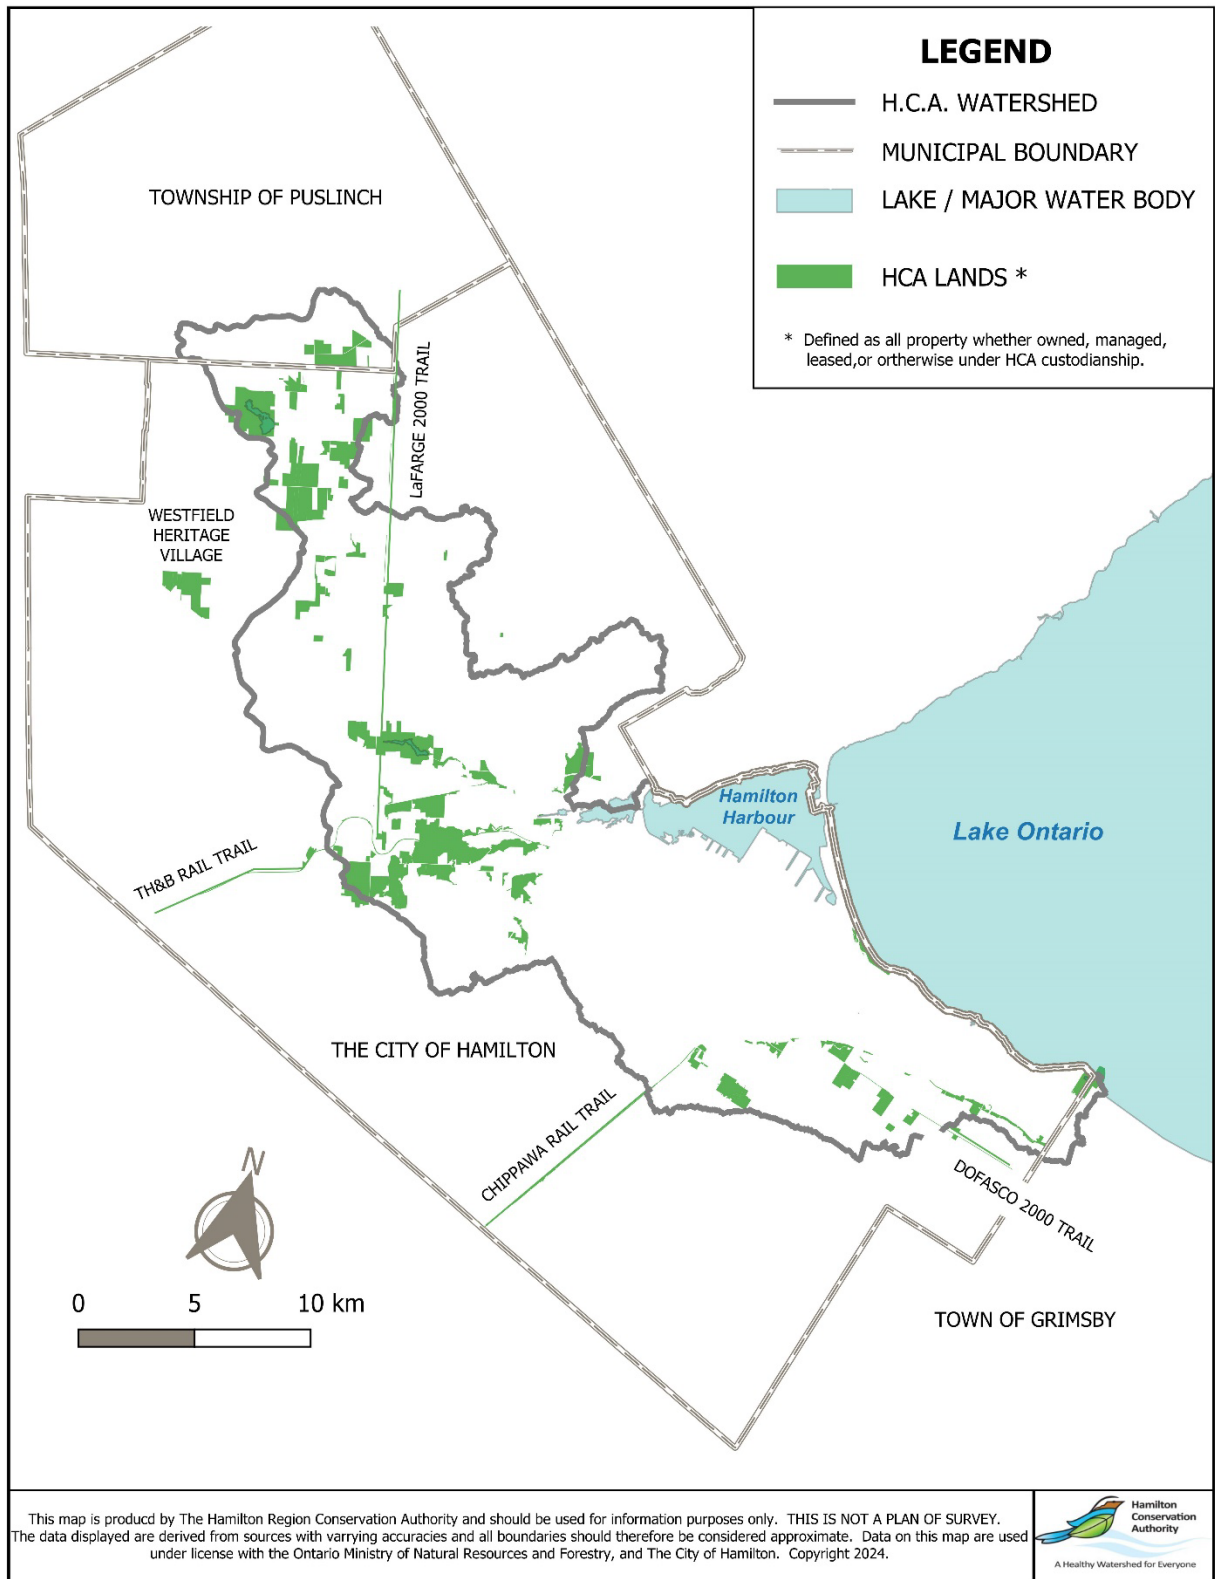 LEGEND
H.C.A. WATERSHED
MUNICIPAL BOUNDARY
LAKE / MAJOR WATER BODY
HCA LANDS *
* Defined as all property whether owned, managed,
leased,or ortherwise under HCA custodianship.
TOWNSHIP OF PUSLINCH
LaFARGE 2000 TRAIL
WESTFIELD
HERITAGE
VILLAGE
Hamilton
Harbour
Lake Ontario
TH&B RAIL TRAIL
THE CITY OF HAMILTON
CHIPPAWA RAIL TRAIL
DOFASCO 2000 TRAIL
TOWN OF GRIMSBY
N
0 5 10 km
This map is producd by The Hamilton Region Conservation Authority and should be used for information purposes only. THIS IS NOT A PLAN OF SURVEY.
The data displayed are derived from sources with varrying accuracies and all boundaries should therefore be considered approximate. Data on this map are used
under license with the Ontario Ministry of Natural Resources and Forestry, and The City of Hamilton. Copyright 2024.
Hamilton
Conservation
Authority
A Healthy Watershed for Everyone